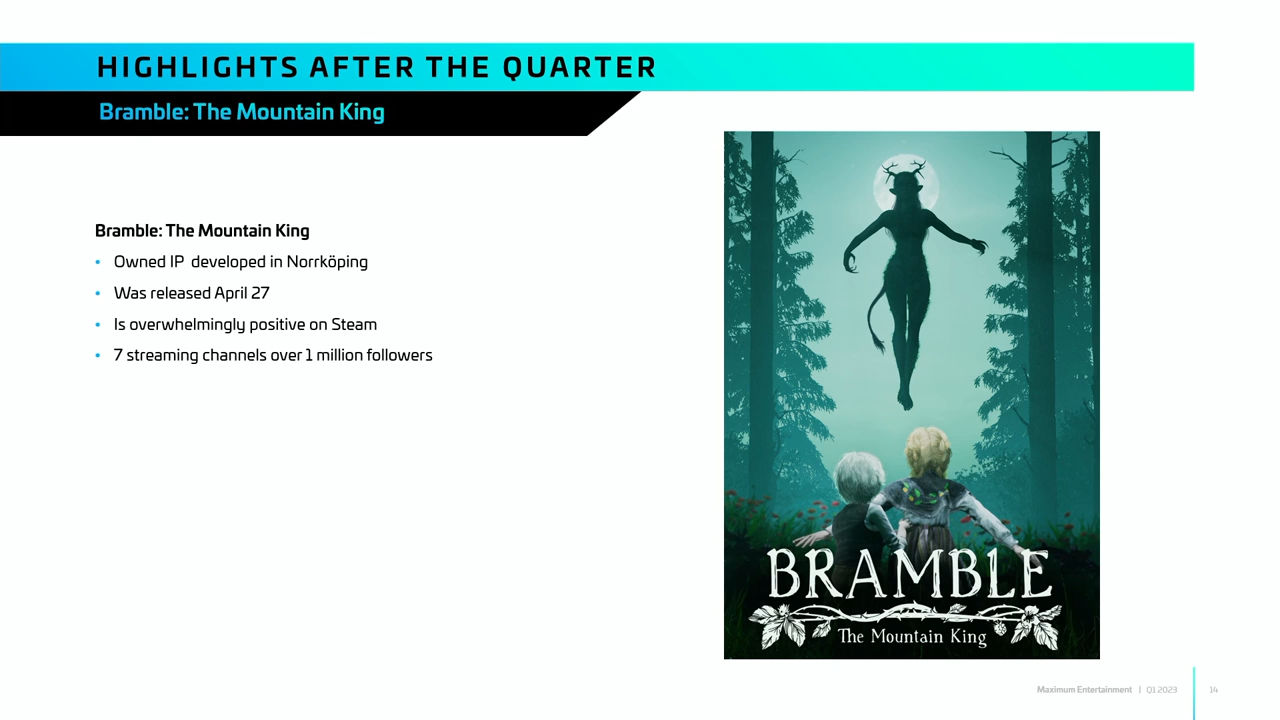 HIGHLIGHTS AFTER THE QUARTER
Bramble: The Mountain King
Bramble: The Mountain King
• Owned IP developed in Norrköping
• Was released April 27
• Is overwhelmingly positive on Steam
• 7 streaming channels over 1 million followers
BRAMBLE
The Mountain King
Maximum Entertainment | Q1 2023 14